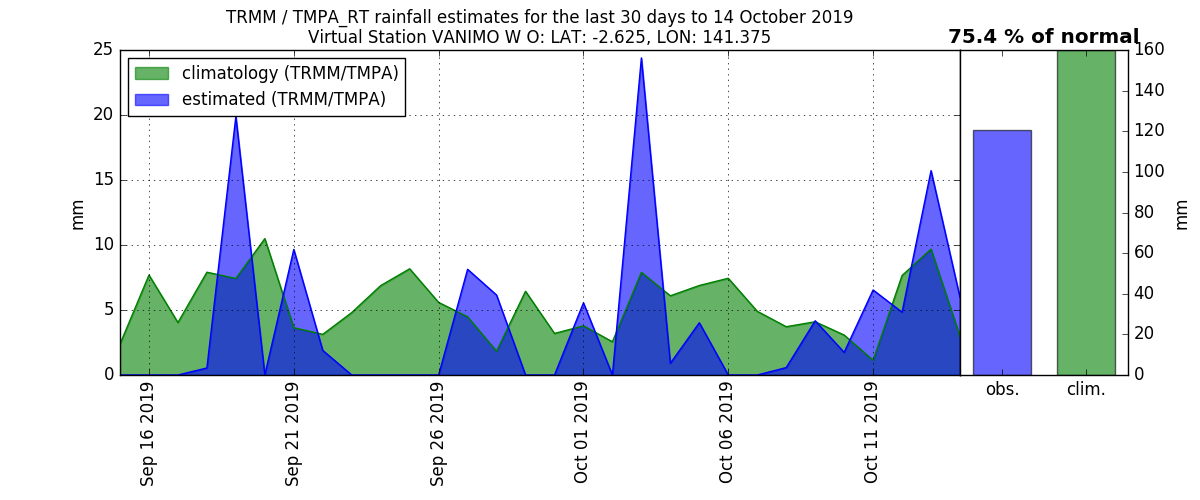 TRMM / TMPA_RT rainfall estimates for the last 30 days to 14 October 2019
Virtual Station VANIMO W O: LAT: -2.625, LON: 141.375
75.4 % of normal
climatology (TRMM/TMPA)
estimated (TRMM/TMPA)
25
20
15
10
5
0
mm
Sep 16 2019
Sep 21 2019
Sep 26 2019
Oct 01 2019
Oct 06 2019
Oct 11 2019
obs.
clim.
160
140
120
100
80
60
40
20
0
mm